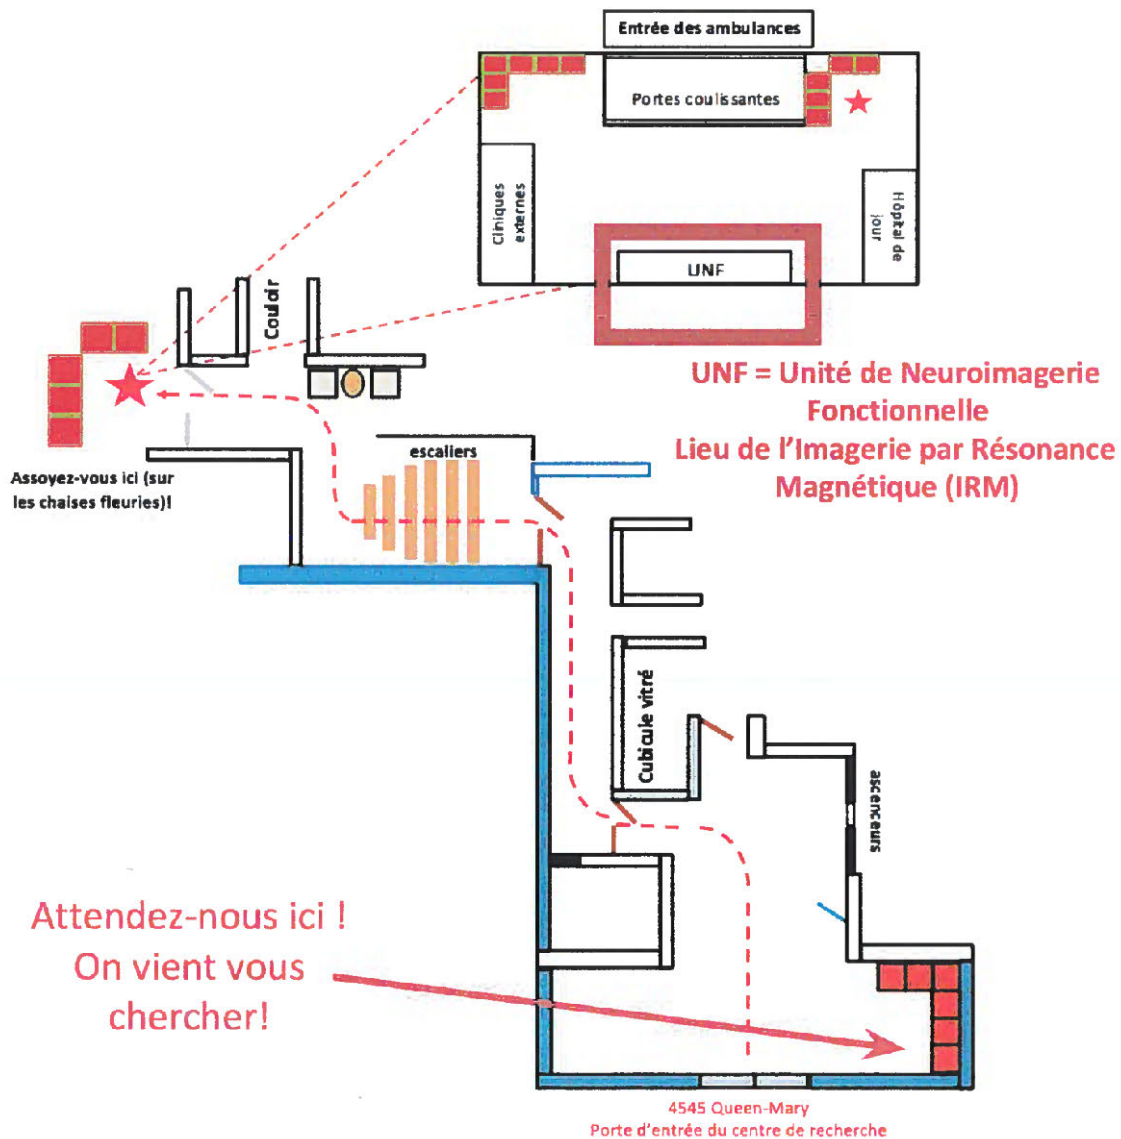 Entrée des ambulances
Portes coulissantes
Cliniques
externes
Hôpital de
jour
UNF
Couloir
UNF = Unité de Neuroimagerie
Fonctionnelle
Lieu de l'Imagerie par Résonance
Magnétique (IRM)
escaliers
Assoyez-vous ici (sur
les chaises fleuries)!
Cubicule vitré
ascenceurs
Attendez-nous ici !
On vient vous
chercher!
4545 Queen-Mary
Porte d'entrée du centre de recherche